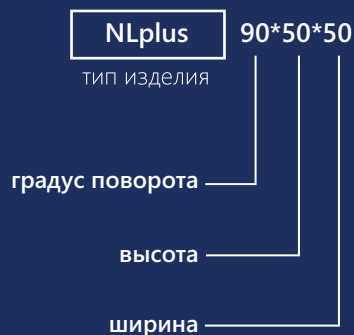 NLplus 90*50*50
тип изделия
градус поворота
высота
ширина